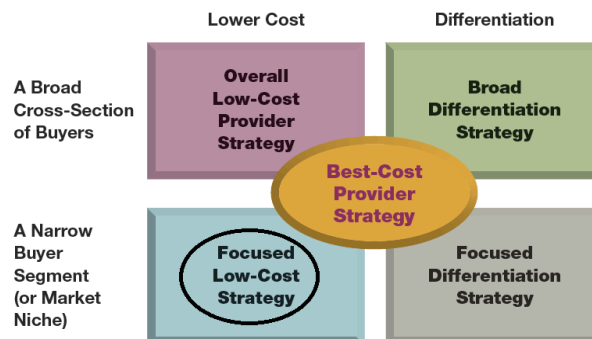 Lower Cost
Differentiation
A Broad
Cross-Section
of Buyers
Overall
Low-Cost
Provider
Strategy
Broad
Differentiation
Strategy
Best-Cost
Provider
Strategy
A Narrow
Buyer
Segment
(or Market
Niche)
Focused
Low-Cost
Strategy
Focused
Differentiation
Strategy